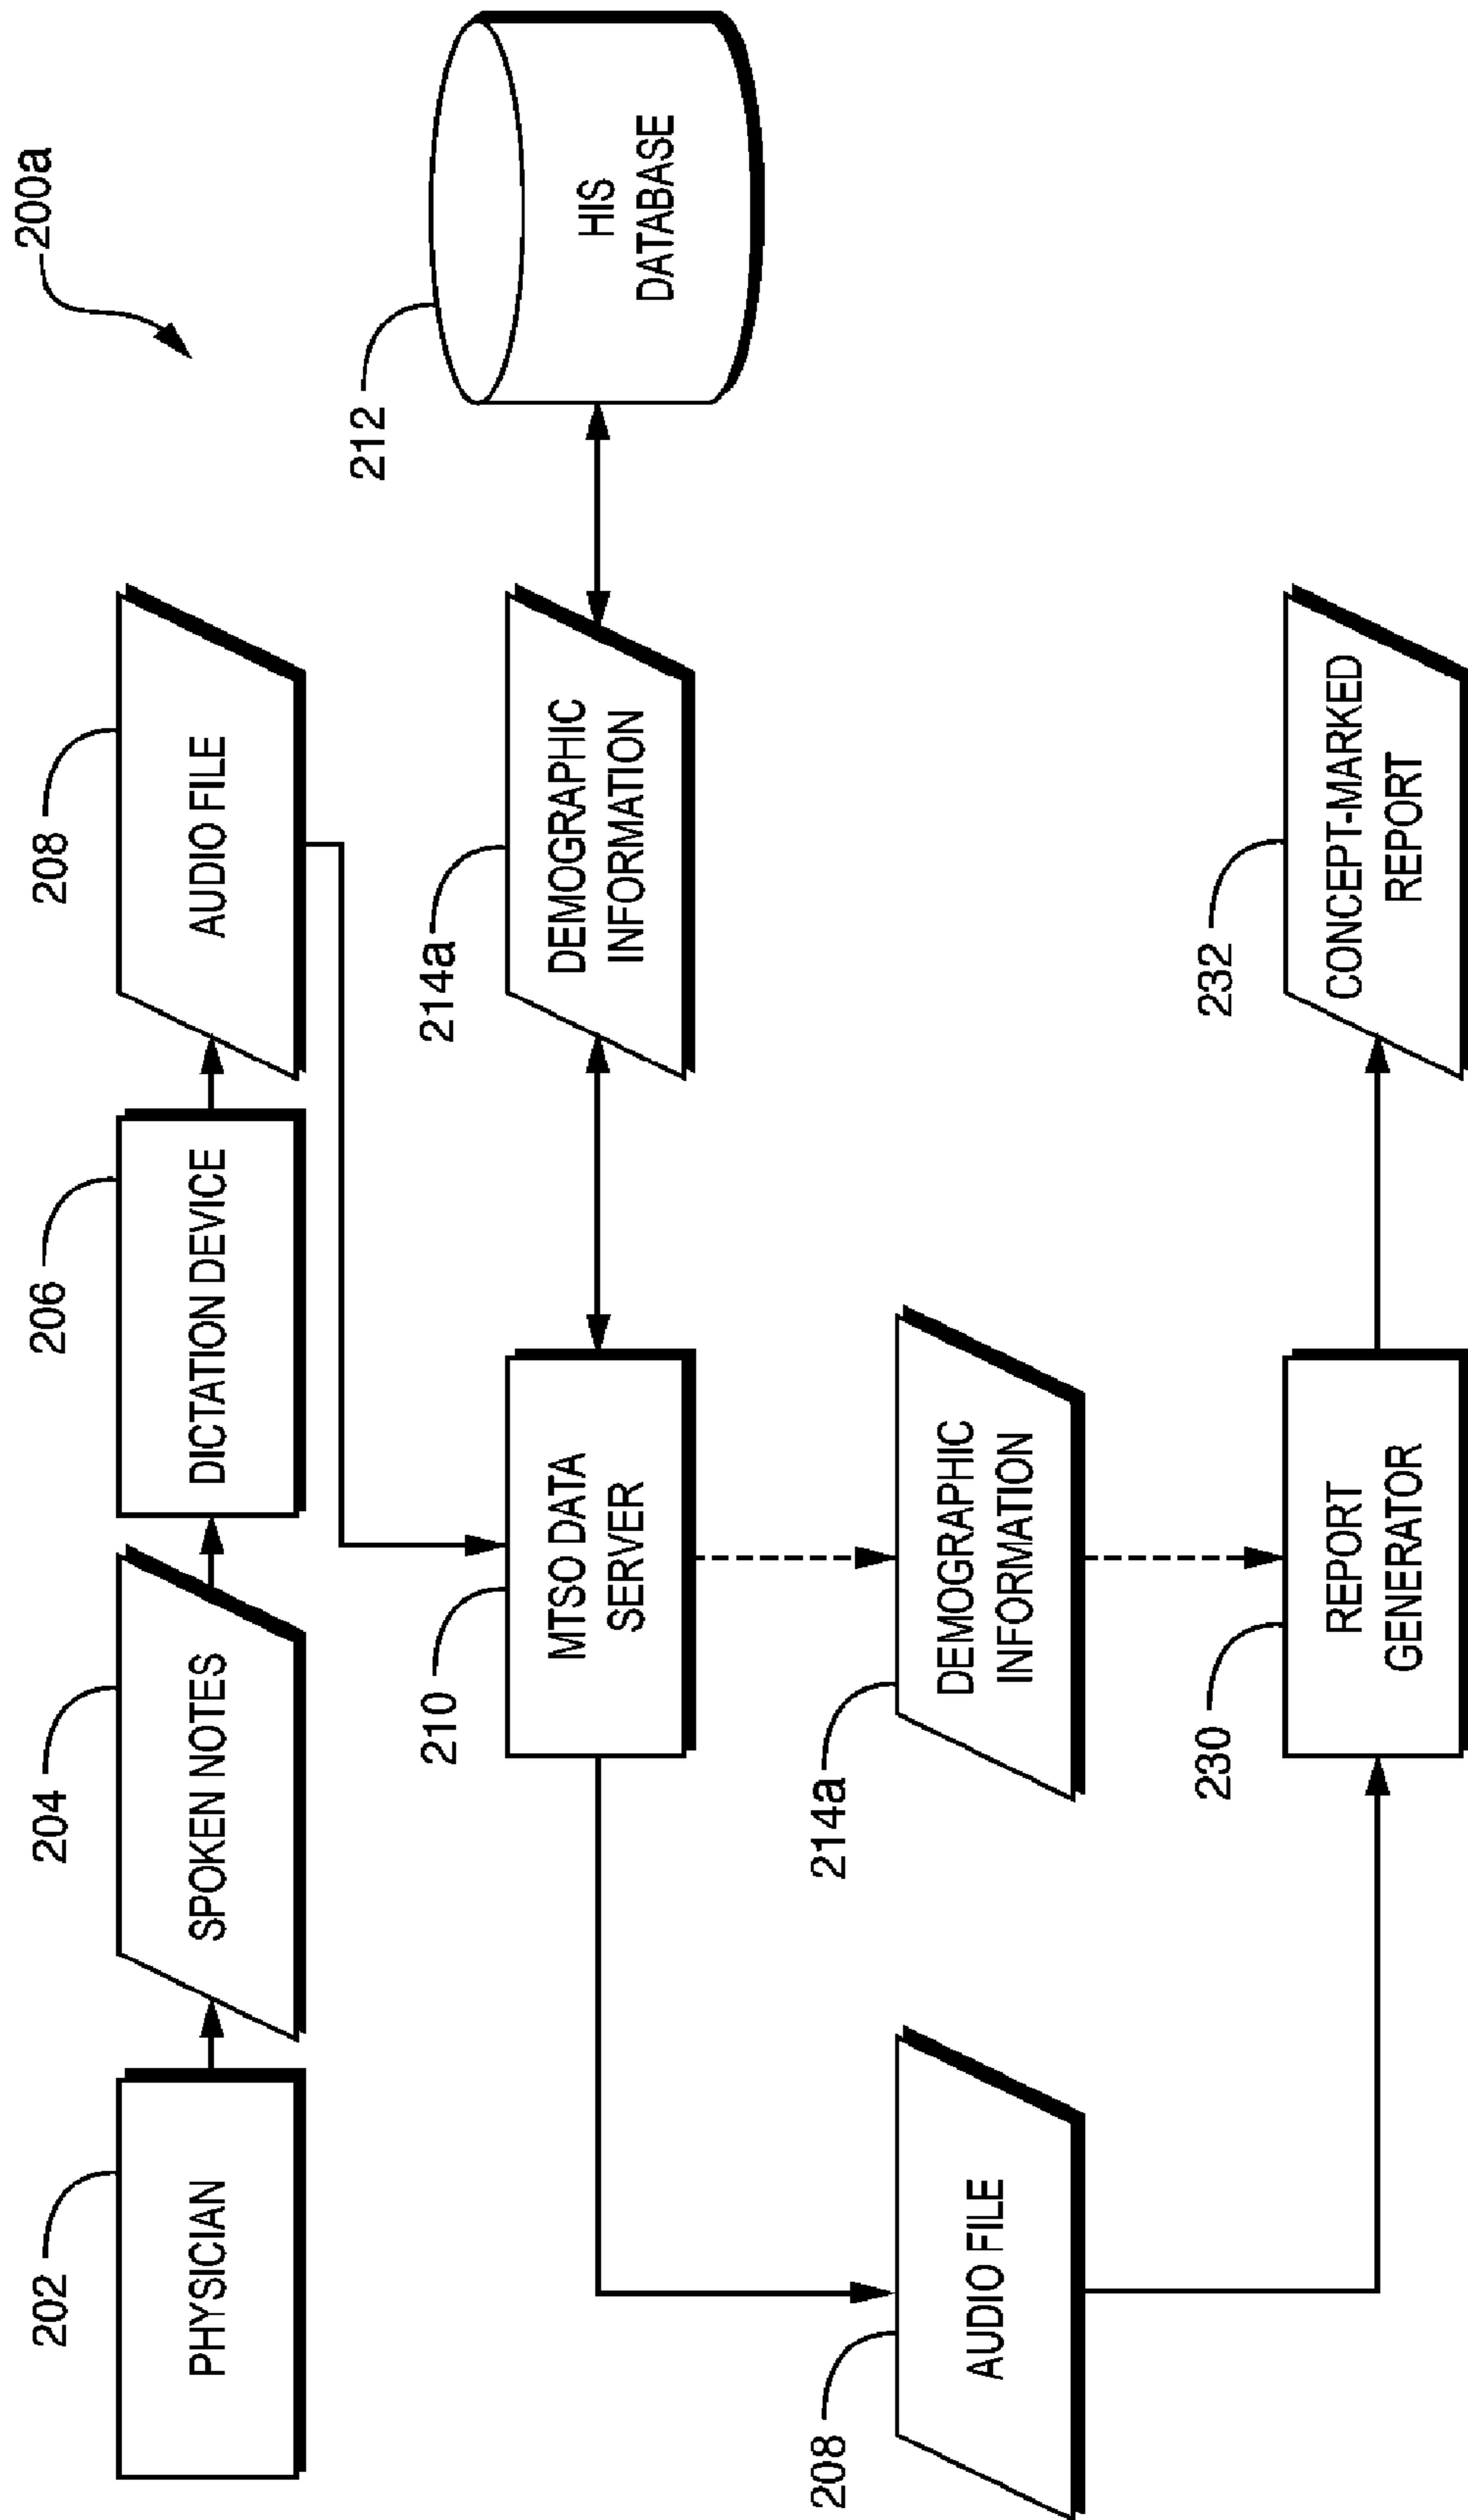 200a
202
204
206
208
PHYSICIAN
SPOKEN NOTES
DICTATION DEVICE
AUDIO FILE
212
210
214a
MTSO DATA
SERVER
DEMOGRAPHIC
INFORMATION
HIS
DATABASE
208
214a
AUDIO FILE
DEMOGRAPHIC
INFORMATION
230
232
REPORT
GENERATOR
CONCEPT-MARKED
REPORT